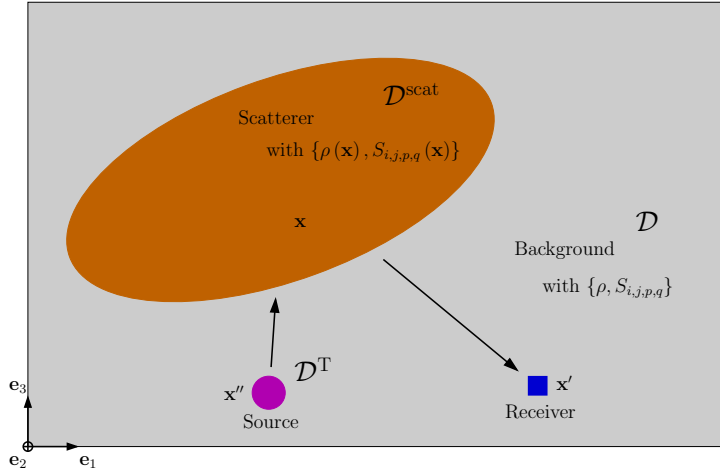 𝒟^scat
Scatterer
with {ρ(𝐱), S_{i,j,p,q}(𝐱)}
𝐱
𝒟
Background
with {ρ, S_{i,j,p,q}}
𝒟^T
𝐱″
Source
𝐱′
Receiver
𝐞₃
𝐞₂
𝐞₁